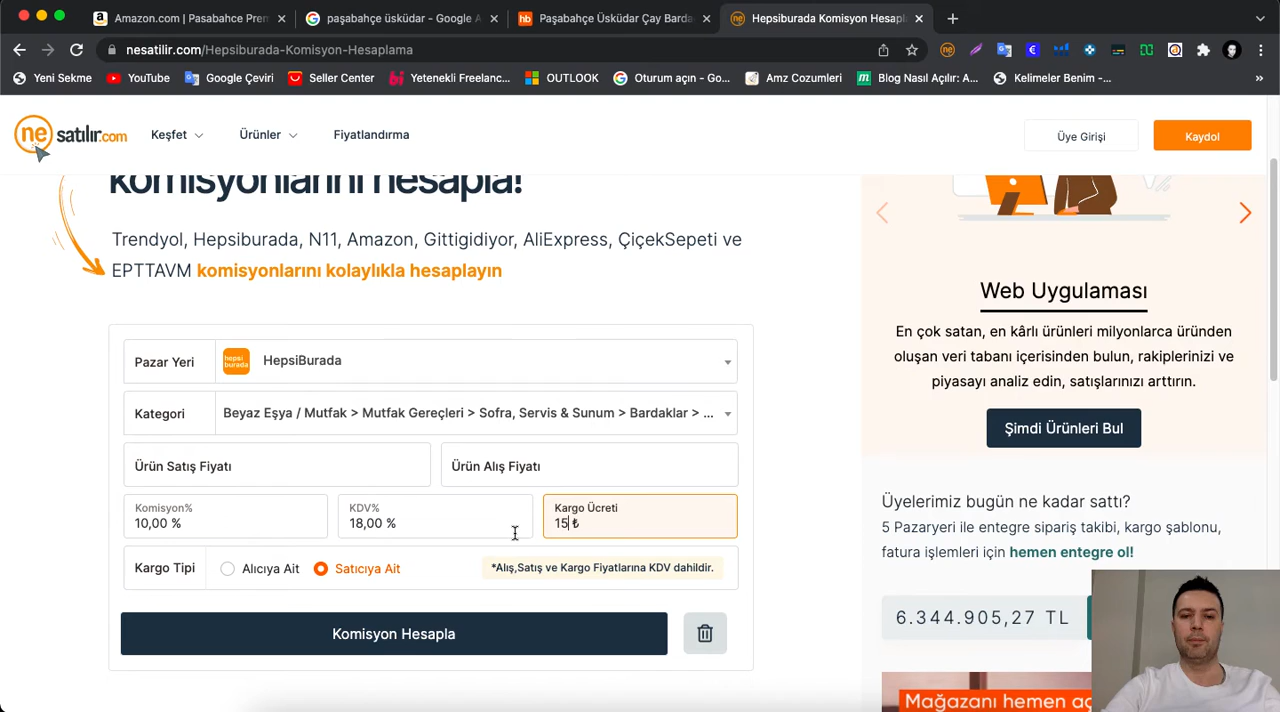 Amazon.com | Pasabahce Prem
paşabahçe üsküdar - Google A
Paşabahçe Üsküdar Çay Barda
Hepsiburada Komisyon Hesapla
nesatilir.com/Hepsiburada-Komisyon-Hesaplama
Yeni Sekme
YouTube
Google Çeviri
Seller Center
Yetenekli Freelanc...
OUTLOOK
Oturum açın - Go...
Amz Cozumleri
Blog Nasıl Açılır: A...
Kelimeler Benim –...
ne satılır.com
Keşfet
Ürünler
Fiyatlandırma
Üye Girişi
Kaydol
komisyonlarını hesapla!
Trendyol, Hepsiburada, N11, Amazon, Gittigidiyor, AliExpress, ÇiçekSepeti ve
EPTTAVM komisyonlarını kolaylıkla hesaplayın
Pazar Yeri
hepsi
burada
HepsiBurada
Kategori
Beyaz Eşya / Mutfak > Mutfak Gereçleri > Sofra, Servis & Sunum > Bardaklar > ...
Ürün Satış Fiyatı
Ürün Alış Fiyatı
Komisyon%
10,00 %
KDV%
18,00 %
Kargo Ücreti
15 ₺
Kargo Tipi
Alıcıya Ait
Satıcıya Ait
*Alış,Satış ve Kargo Fiyatlarına KDV dahildir.
Komisyon Hesapla
Web Uygulaması
En çok satan, en kârlı ürünleri milyonlarca üründen
oluşan veri tabanı içerisinden bulun, rakiplerinizi ve
piyasayı analiz edin, satışlarınızı arttırın.
Şimdi Ürünleri Bul
Üyelerimiz bugün ne kadar sattı?
5 Pazaryeri ile entegre sipariş takibi, kargo şablonu,
fatura işlemleri için hemen entegre ol!
6.344.905,27 TL
Mağazanı hemen aç